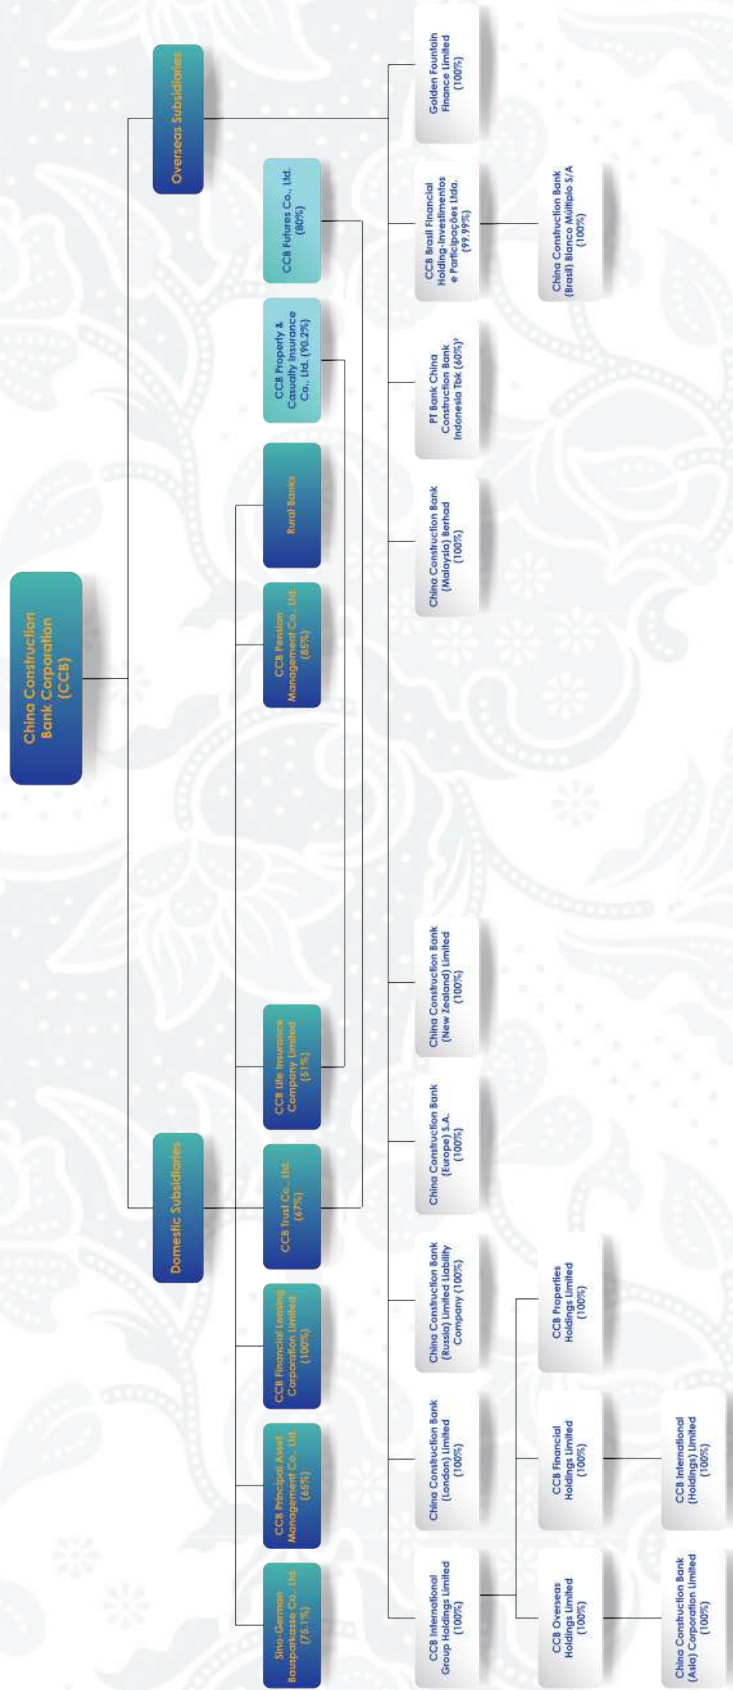 China Construction
Bank Corporation
(CCB)
Domestic Subsidiaries
Overseas Subsidiaries
Sino-German
Bausparkasse Co., Ltd.
(75.1%)
CCB Principal Asset
Management Co., Ltd.
(65%)
CCB Financial Leasing
Corporation Limited
(100%)
CCB Trust Co., Ltd.
(67%)
CCB Life Insurance
Company Limited
(51%)
CCB Pension
Management Co., Ltd.
(85%)
Rural Banks
CCB Property &
Casualty Insurance
Co., Ltd. (90.2%)
CCB Futures Co., Ltd.
(80%)
CCB International
Group Holdings Limited
(100%)
China Construction Bank
(London) Limited
(100%)
China Construction Bank
(Russia) Limited Liability
Company (100%)
China Construction Bank
(Europe) S.A.
(100%)
China Construction Bank
(New Zealand) Limited
(100%)
China Construction Bank
(Malaysia) Berhad
(100%)
PT Bank China
Construction Bank
Indonesia Tbk (60%)
CCB Brasil Financial
Holding-Investimentos
e Participações Ltda.
(99.99%)
Golden Fountain
Finance Limited
(100%)
CCB Overseas
Holdings Limited
(100%)
CCB Financial
Holdings Limited
(100%)
CCB Properties
Holdings Limited
(100%)
China Construction Bank
(Brasil) Blanco Múltiplo S/A
(100%)
China Construction Bank
(Asia) Corporation Limited
(100%)
CCB International
(Holdings) Limited
(100%)